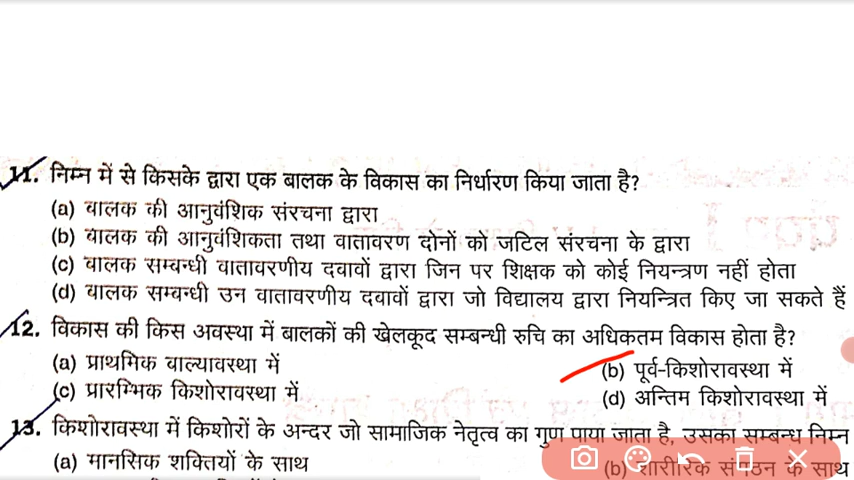 11. निम्न में से किसके द्वारा एक बालक के विकास का निर्धारण किया जाता है?
(a) बालक की आनुवंशिक संरचना द्वारा
(b) बालक की आनुवंशिकता तथा वातावरण दोनों को जटिल संरचना के द्वारा
(c) बालक सम्बन्धी वातावरणीय दवावों द्वारा जिन पर शिक्षक को कोई नियन्त्रण नहीं होता
(d) बालक सम्बन्धी उन वातावरणीय दवावों द्वारा जो विद्यालय द्वारा नियन्त्रित किए जा सकते हैं
12. विकास की किस अवस्था में बालकों की खेलकूद सम्बन्धी रुचि का अधिकतम विकास होता है?
(a) प्राथमिक वाल्यावस्था में (b) पूर्व-किशोरावस्था में
(c) प्रारम्भिक किशोरावस्था में (d) अन्तिम किशोरावस्था में
13. किशोरावस्था में किशोरों के अन्दर जो सामाजिक नेतृत्व का गुण पाया जाता है, उसका सम्बन्ध निम्न
(a) मानसिक शक्तियों के साथ (b) शारीरिक संगठन के साथ